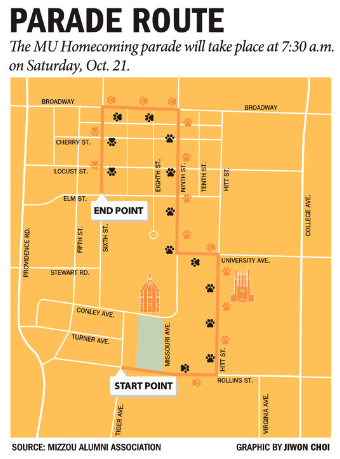 PARADE ROUTE
The MU Homecoming parade will take place at 7:30 a.m.
on Saturday, Oct. 21.
BROADWAY
BROADWAY
CHERRY ST.
LOCUST ST.
ELM ST.
END POINT
EIGHTH ST.
NINTH ST.
TENTH ST.
HITT ST.
COLLEGE AVE.
PROVIDENCE RD.
FIFTH ST.
SIXTH ST.
UNIVERSITY AVE.
STEWART RD.
CONLEY AVE.
TURNER AVE.
MISSOURI AVE.
HITT ST.
START POINT
ROLLING ST.
TIGER AVE.
VIRGINIA AVE.
SOURCE: MIZZOU ALUMNI ASSOCIATION
GRAPHIC BY JIWON CHOI